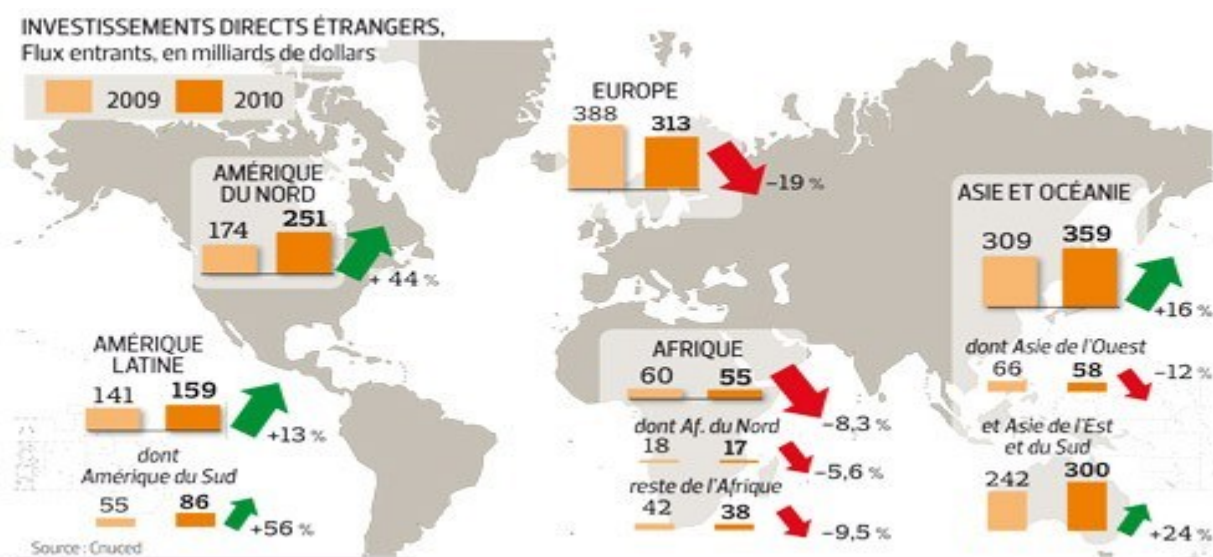 INVESTISSEMENTS DIRECTS ÉTRANGERS,
Flux entrants, en milliards de dollars
2009 2010
AMÉRIQUE
DU NORD
174 251
+ 44 %
AMÉRIQUE
LATINE
141 159
+13 %
dont
Amérique du Sud
55 86
+56 %
Source : Cnuced
EUROPE
388 313
–19 %
AFRIQUE
60 55
–8,3 %
dont Af. du Nord
18 17
–5,6 %
reste de l'Afrique
42 38
–9,5 %
ASIE ET OCÉANIE
309 359
+16 %
dont Asie de l'Ouest
66 58
–12 %
et Asie de l'Est
et du Sud
242 300
+24 %